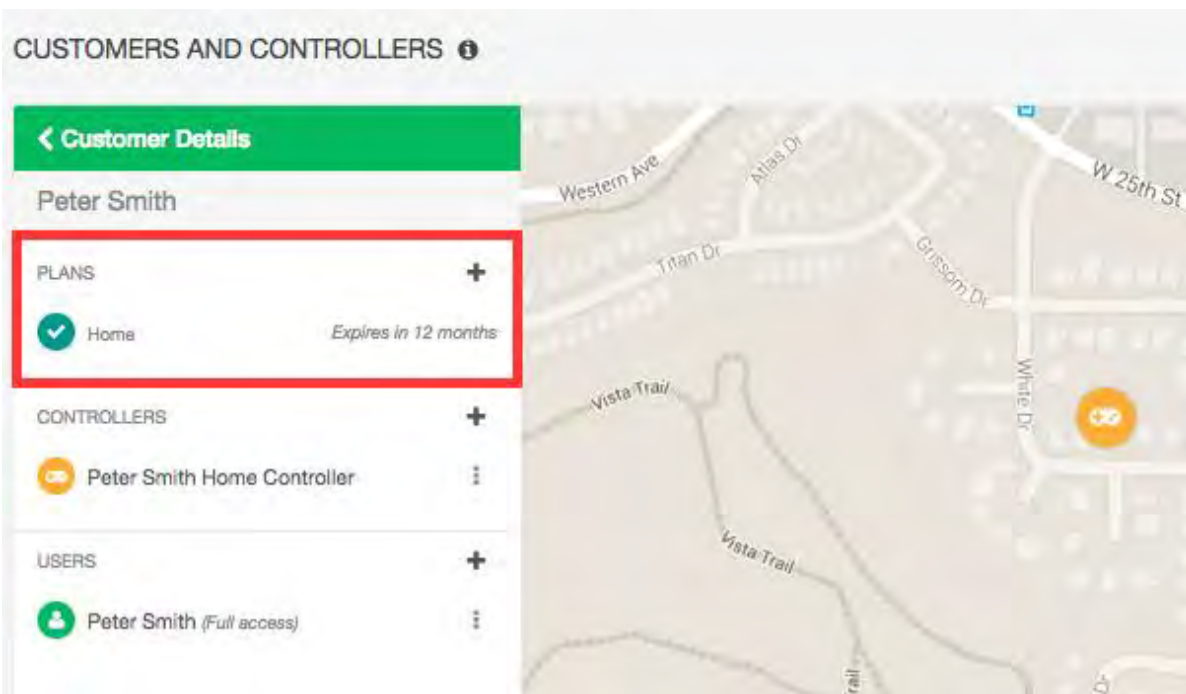 CUSTOMERS AND CONTROLLERS
Customer Details
Peter Smith
PLANS
Home
Expires in 12 months
CONTROLLERS
Peter Smith Home Controller
USERS
Peter Smith (Full access)
Western Ave
Atlas Dr
W 25th St
Titan Dr
Grissom Dr
Vista Trail
White Dr
Vista Trail
rail
Dr